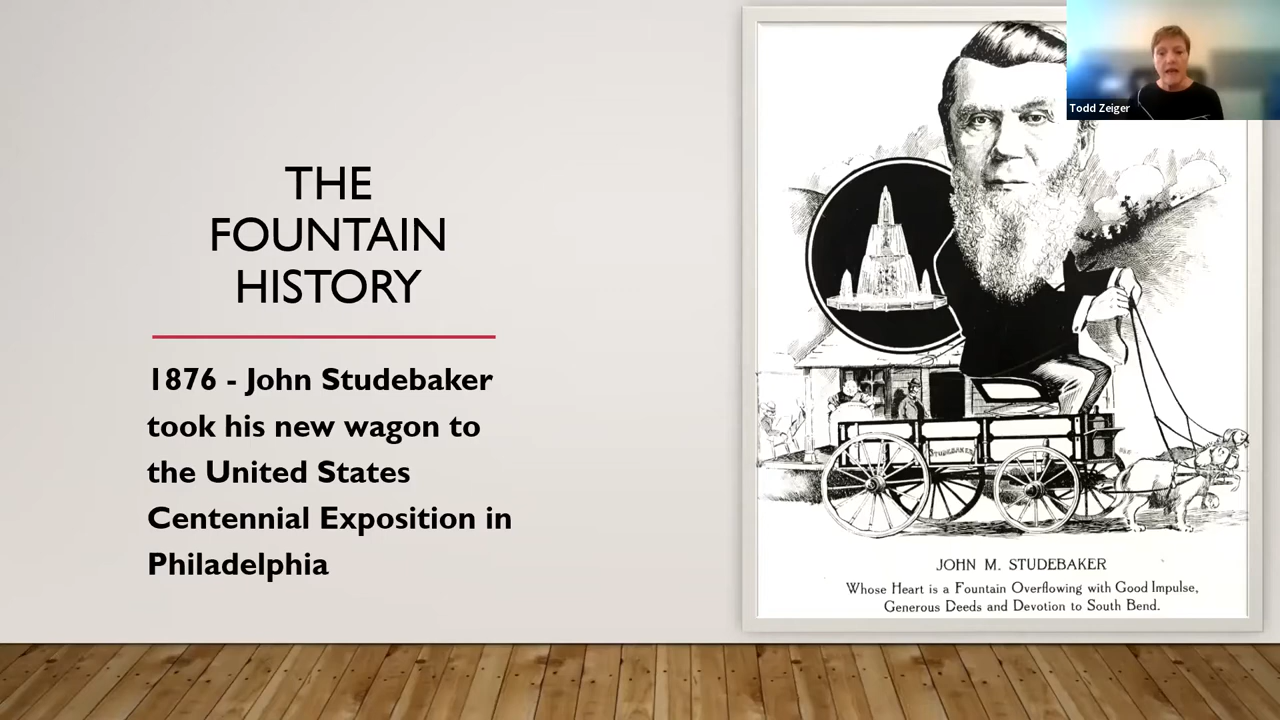 THE
FOUNTAIN
HISTORY
1876 - John Studebaker
took his new wagon to
the United States
Centennial Exposition in
Philadelphia
Todd Zeiger
STUDEBAKER
JOHN M. STUDEBAKER
Whose Heart is a Fountain Overflowing with Good Impulse,
Generous Deeds and Devotion to South Bend.